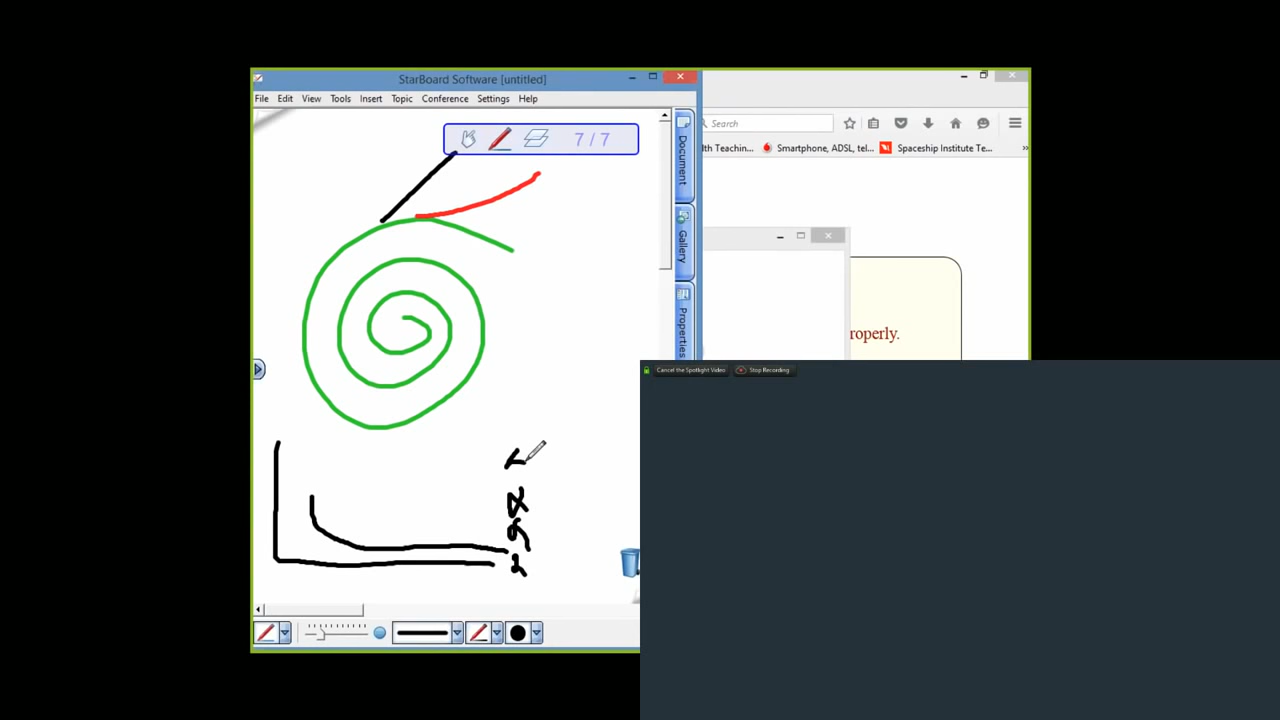 StarBoard Software [untitled]
File Edit View Tools Insert Topic Conference Settings Help
7 / 7
Document
Gallery
Properties
Search
lth Teachin... Smartphone, ADSL, tel... Spaceship Institute Te... »
roperly.
Cancel the Spotlight Video Stop Recording